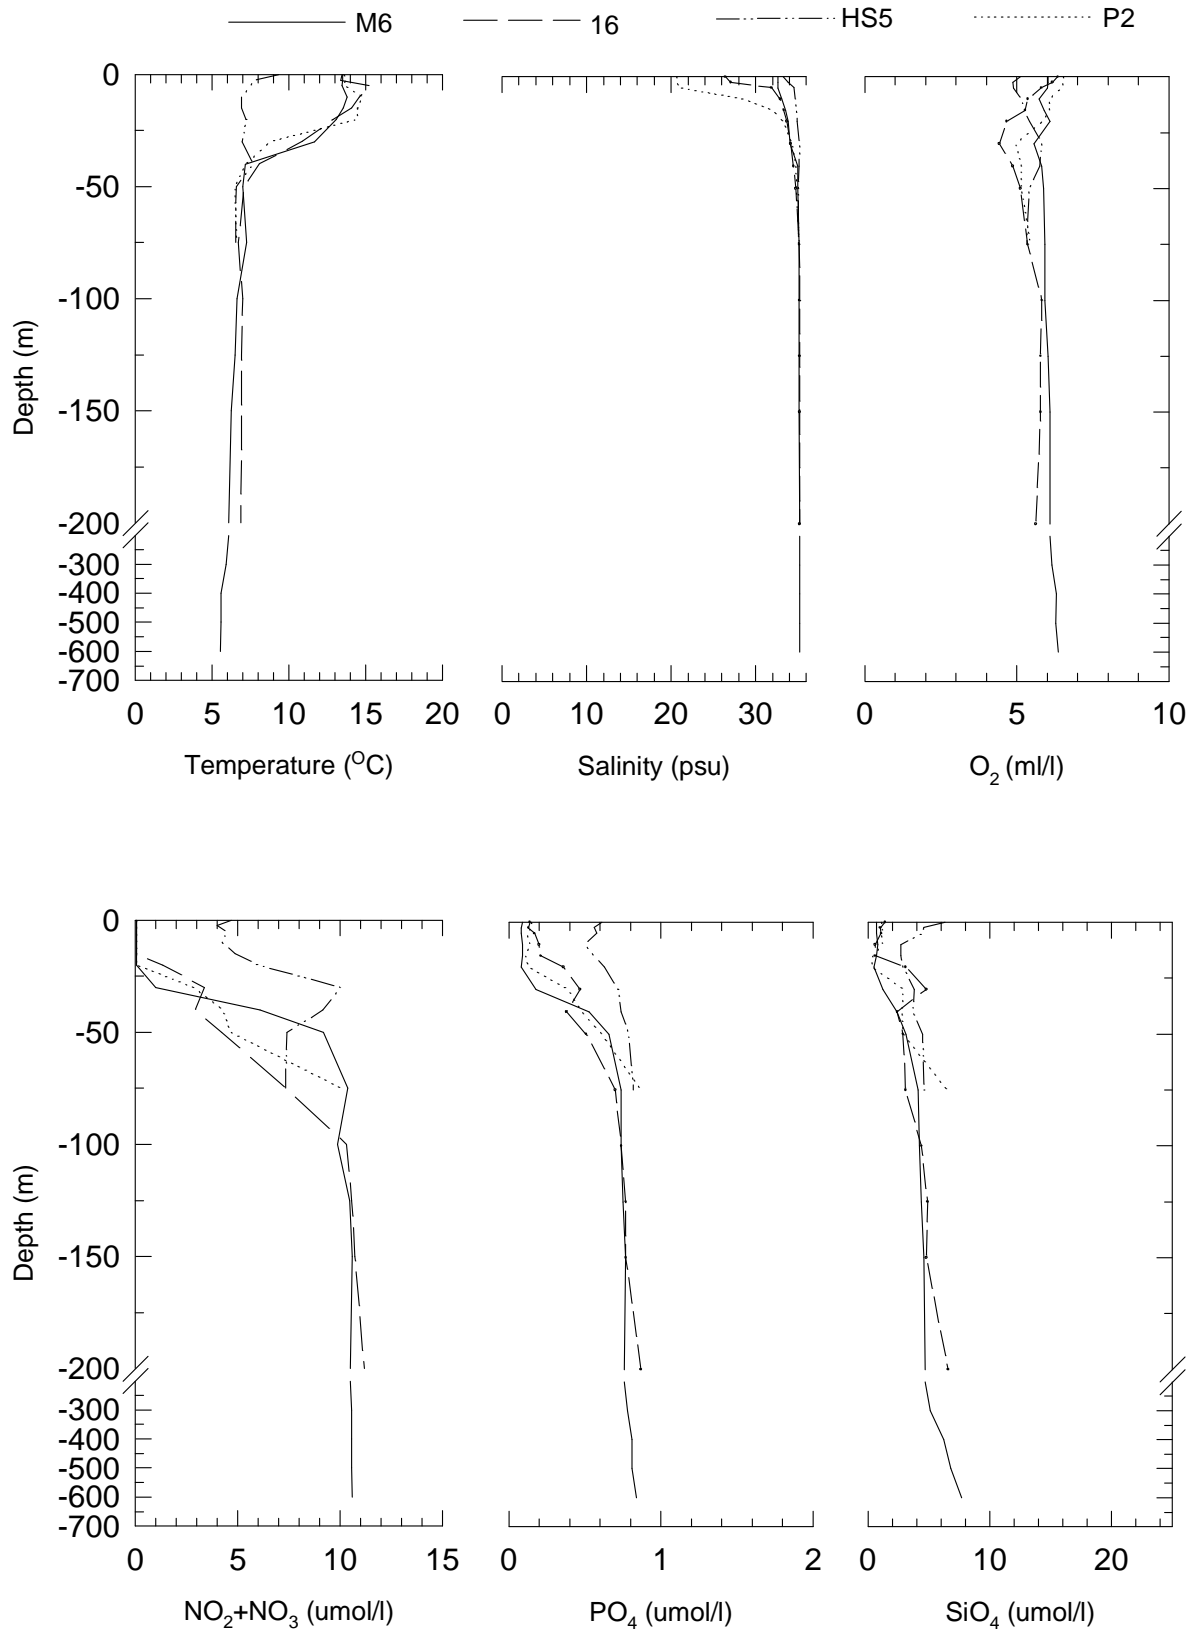 M6 16 HS5 P2
0
-50
-100
-150
-200
-300
-400
-500
-600
-700
Depth (m)
0 5 10 15 20
Temperature (OC)
0 10 20 30
Salinity (psu)
0 5 10
O2 (ml/l)
0
-50
-100
-150
-200
-300
-400
-500
-600
-700
Depth (m)
0 5 10 15
NO2+NO3 (umol/l)
0 1 2
PO4 (umol/l)
0 10 20
SiO4 (umol/l)